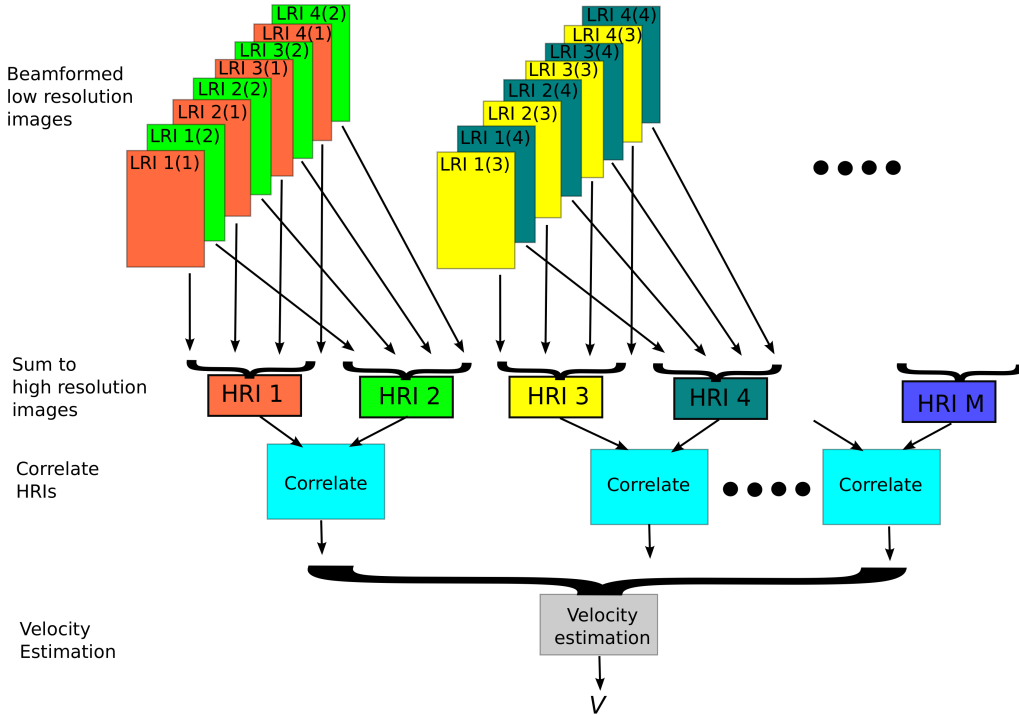 LRI 4(2)
LRI 4(1)
LRI 3(2)
LRI 3(1)
LRI 2(2)
LRI 2(1)
LRI 1(2)
LRI 1(1)
LRI 4(4)
LRI 4(3)
LRI 3(4)
LRI 3(3)
LRI 2(4)
LRI 2(3)
LRI 1(4)
LRI 1(3)
Beamformed
low resolution
images
Sum to
high resolution
images
HRI 1
HRI 2
HRI 3
HRI 4
HRI M
Correlate
HRIs
Correlate
Correlate
Correlate
Velocity
Estimation
Velocity
estimation
V